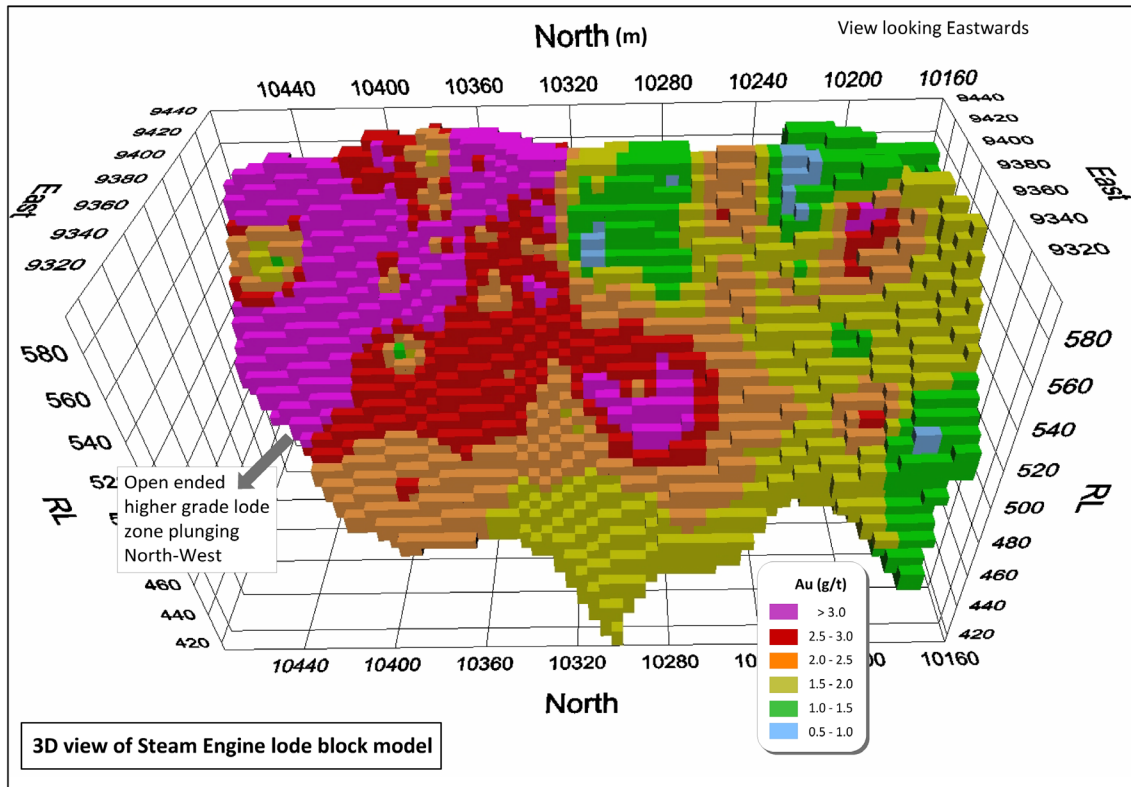 North (m)
View looking Eastwards
10440 10400 10360 10320 10280 10240 10200 10160
9440
9420
9400
9380
9360
9340
9320
East
9440
9420
9400
9380
9360
9340
9320
East
580
560
540
RL
460
440
420
580
560
540
520
500
480
460
440
420
RL
Open ended
higher grade lode
zone plunging
North-West
10440 10400 10360 10320 10280 10160
North
Au (g/t)
> 3.0
2.5 - 3.0
2.0 - 2.5
1.5 - 2.0
1.0 - 1.5
0.5 - 1.0
3D view of Steam Engine lode block model